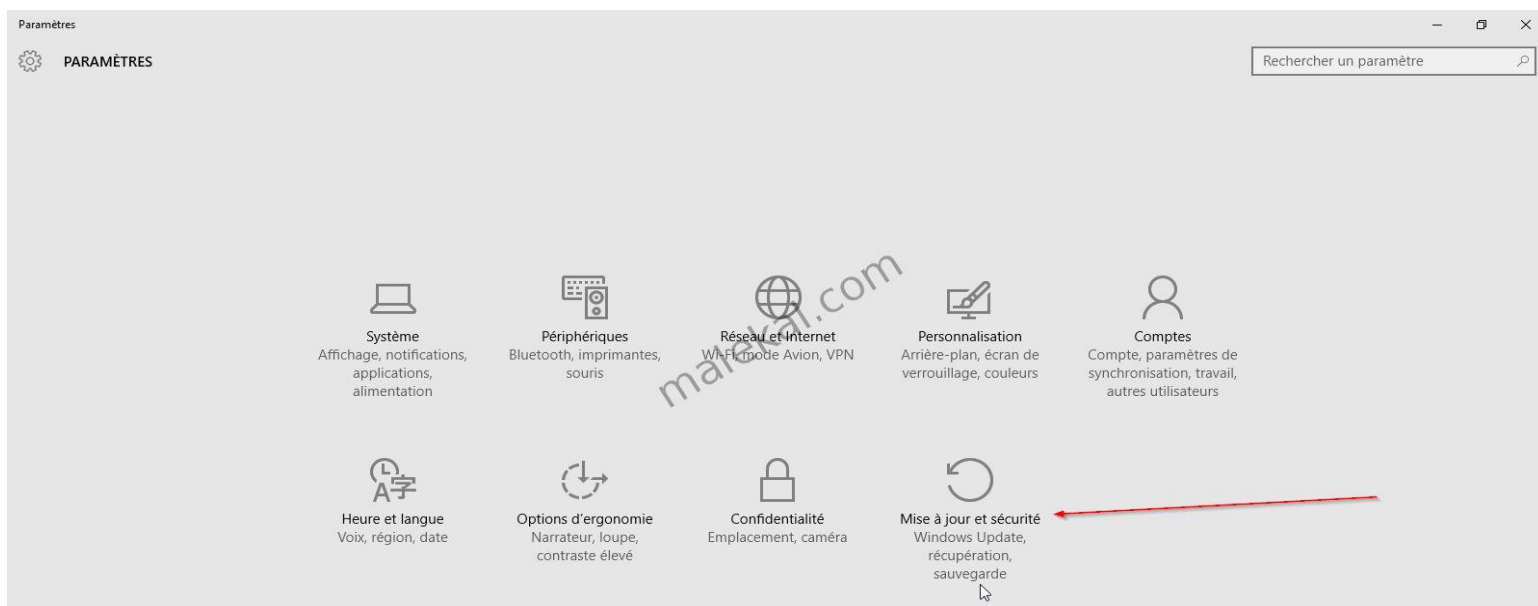 Paramètres
PARAMÈTRES
Rechercher un paramètre
Système
Affichage, notifications,
applications,
alimentation
Périphériques
Bluetooth, imprimantes,
souris
Réseau et Internet
Wi-Fi, mode Avion, VPN
Personnalisation
Arrière-plan, écran de
verrouillage, couleurs
Comptes
Compte, paramètres de
synchronisation, travail,
autres utilisateurs
malekal.com
Heure et langue
Voix, région, date
Options d'ergonomie
Narrateur, loupe,
contraste élevé
Confidentialité
Emplacement, caméra
Mise à jour et sécurité
Windows Update,
récupération,
sauvegarde